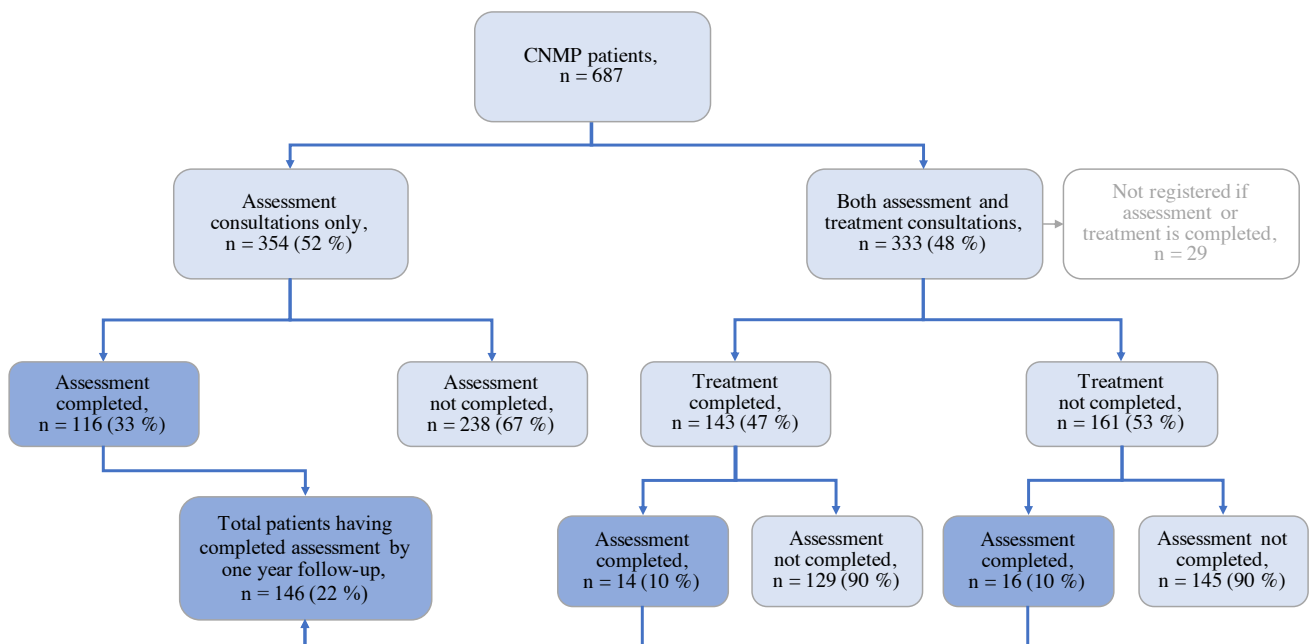 CNMP patients,
n = 687
Assessment
consultations only,
n = 354 (52 %)
Both assessment and
treatment consultations,
n = 333 (48 %)
Not registered if
assessment or
treatment is completed,
n = 29
Assessment
completed,
n = 116 (33 %)
Assessment
not completed,
n = 238 (67 %)
Treatment
completed,
n = 143 (47 %)
Treatment
not completed,
n = 161 (53 %)
Total patients having
completed assessment by
one year follow-up,
n = 146 (22 %)
Assessment
completed,
n = 14 (10 %)
Assessment
not completed,
n = 129 (90 %)
Assessment
completed,
n = 16 (10 %)
Assessment not
completed,
n = 145 (90 %)